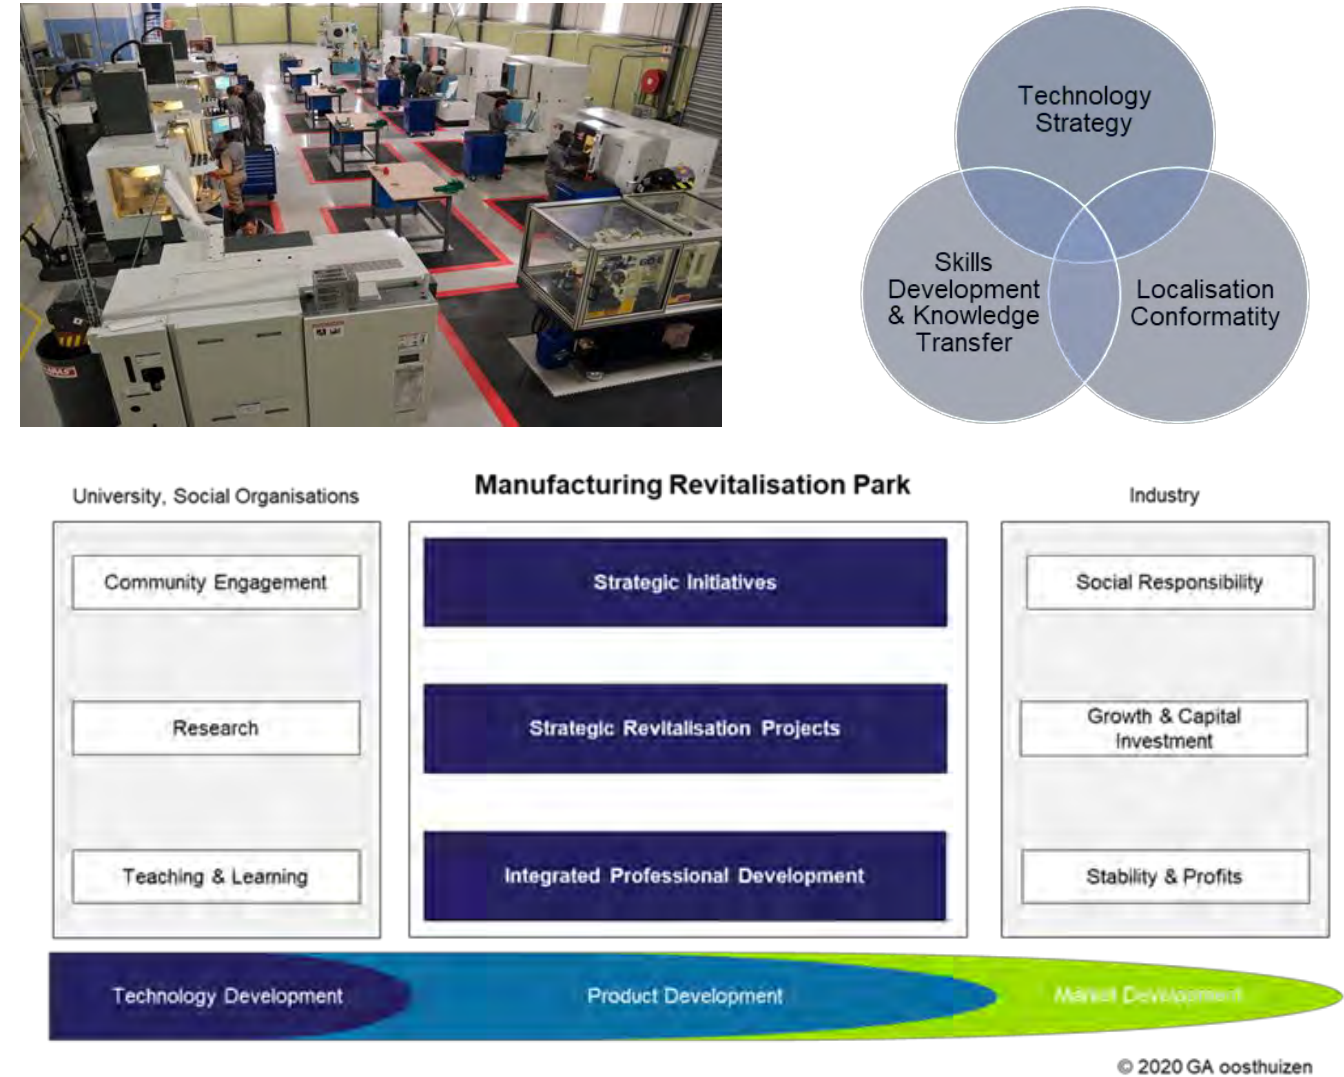 Technology
Strategy
Skills
Development
& Knowledge
Transfer
Localisation
Conformatity
Manufacturing Revitalisation Park
University, Social Organisations
Industry
Community Engagement
Strategic Initiatives
Social Responsibility
Research
Strategic Revitalisation Projects
Growth & Capital
Investment
Teaching & Learning
Integrated Professional Development
Stability & Profits
Technology Development
Product Development
Market Development
© 2020 GA oosthuizen